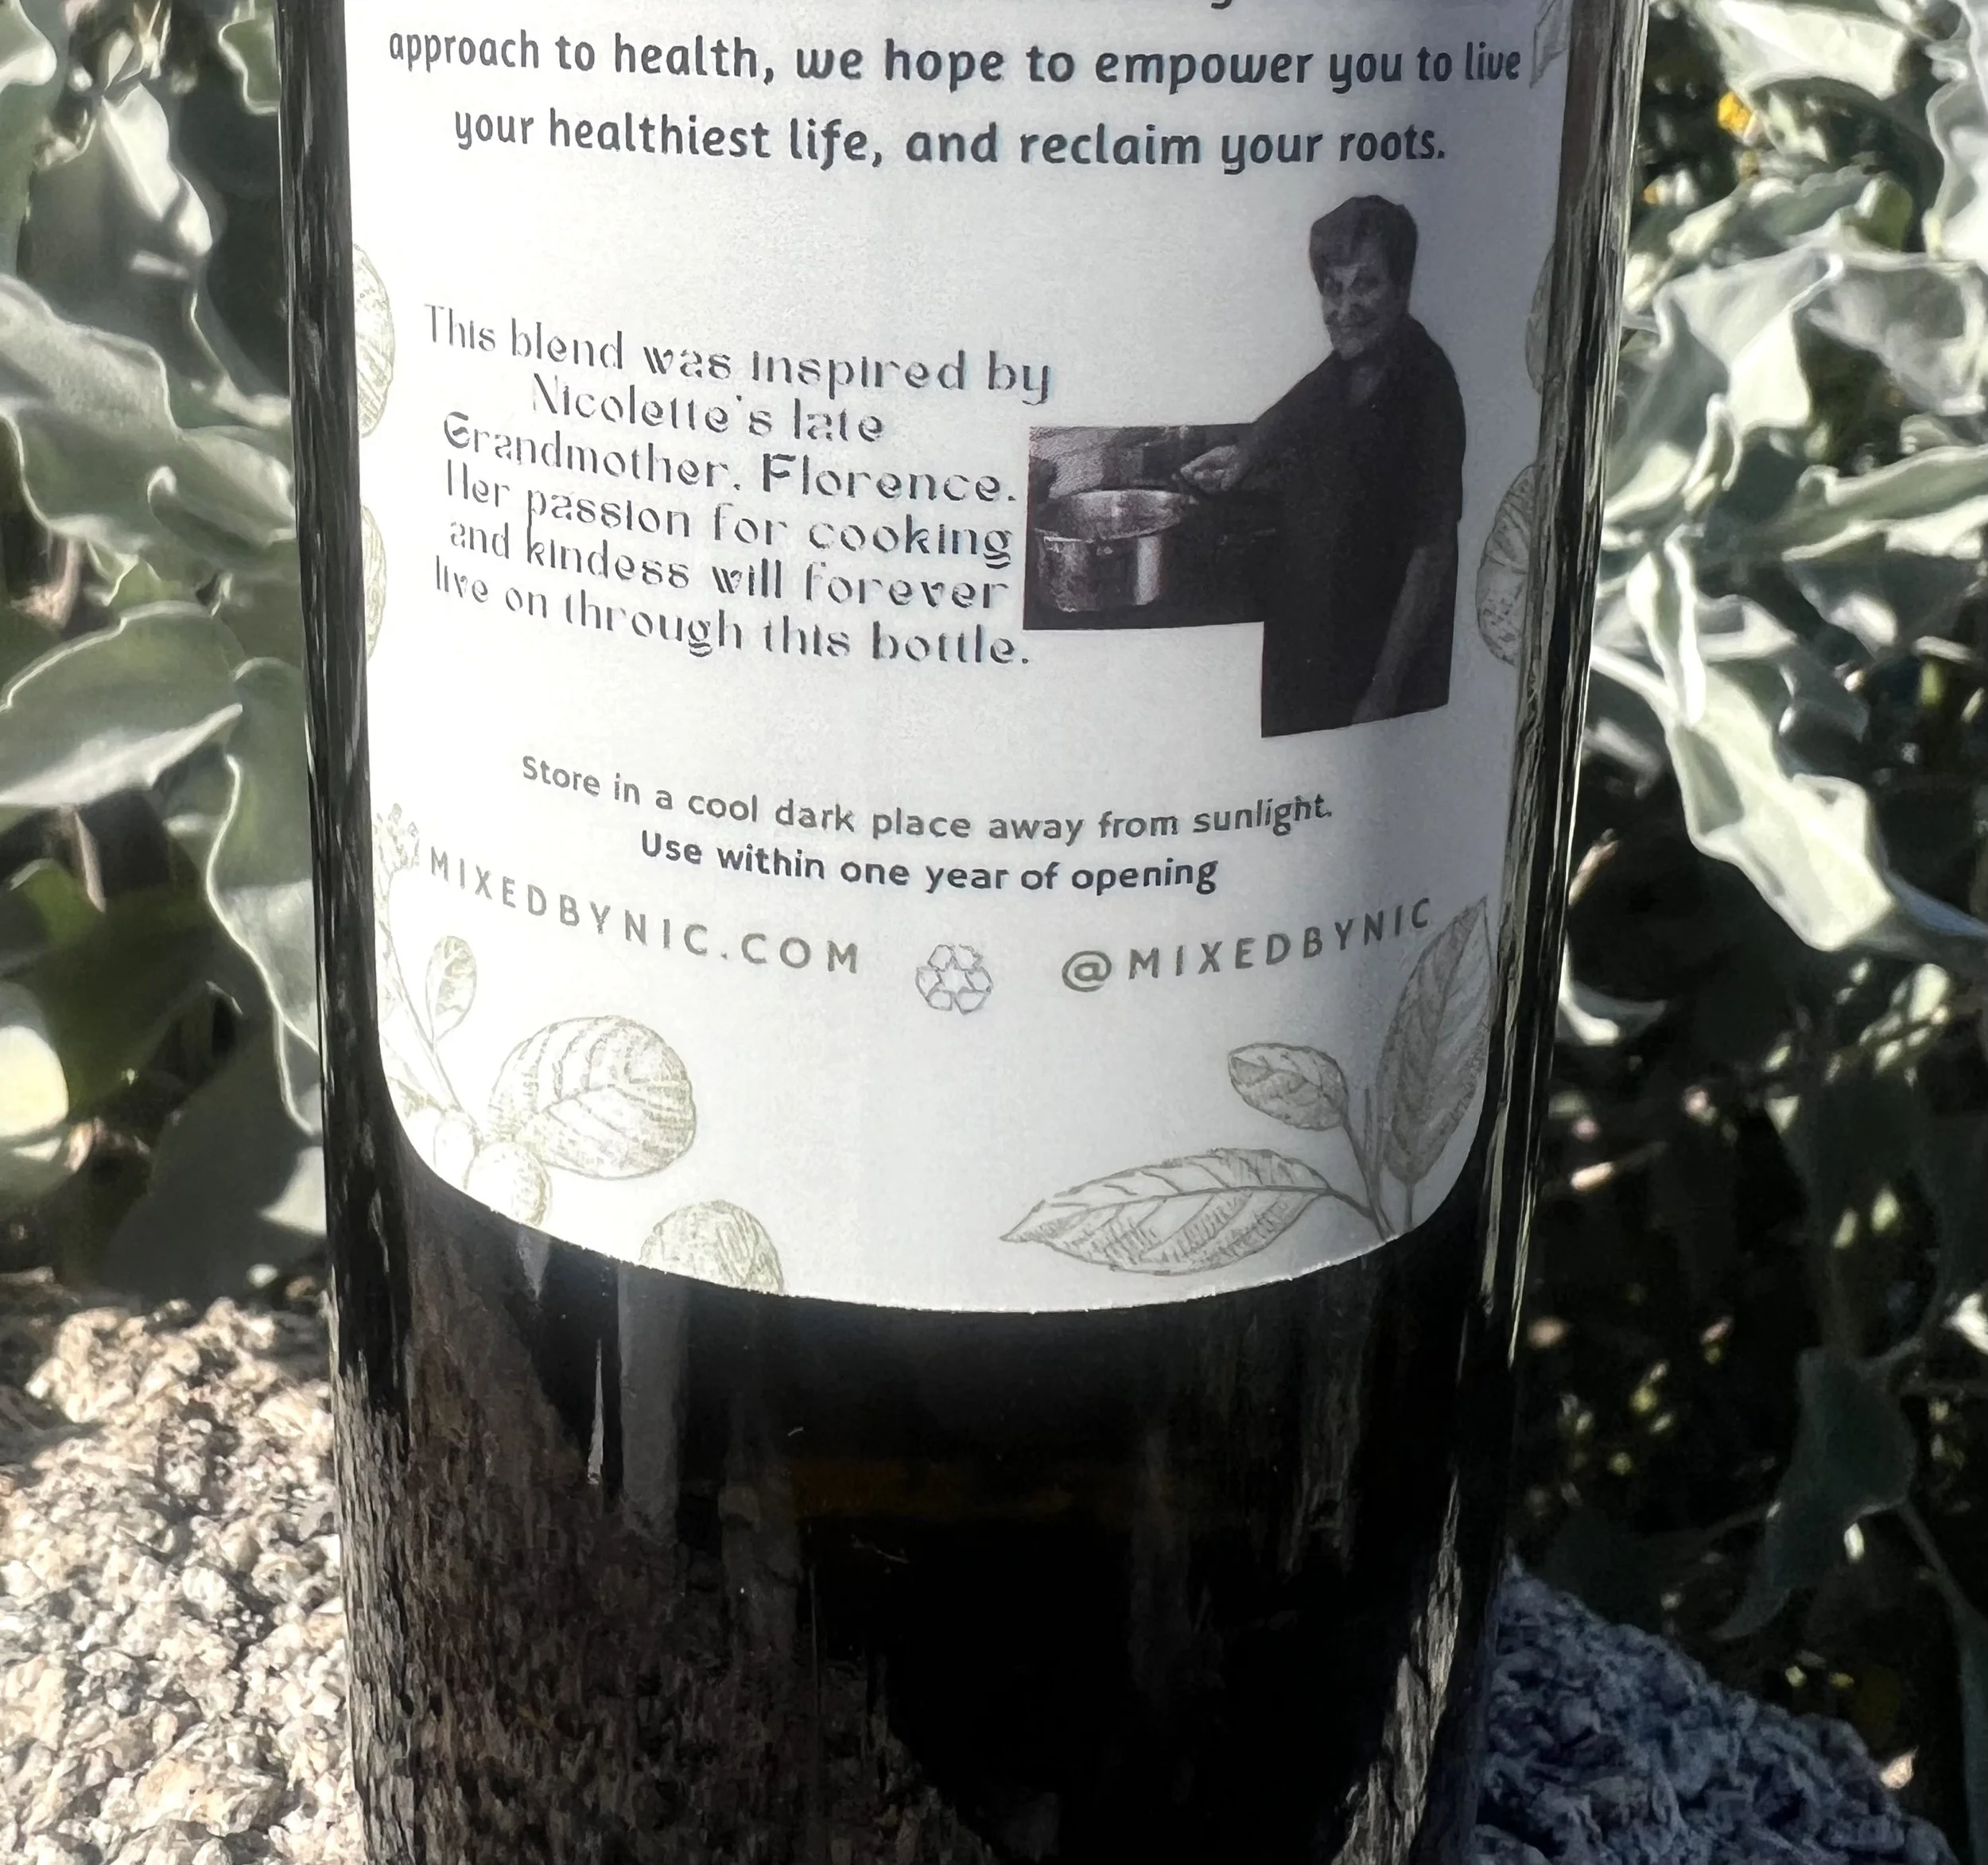 approach to health, we hope to empower you to live
your healthiest life, and reclaim your roots.
This blend was inspired by
Nicolette's late
Grandmother, Florence.
Her passion for cooking
and kindess will forever
live on through this bottle.
Store in a cool dark place away from sunlight.
Use within one year of opening
MIXEDBYNIC.COM
@MIXEDBYNIC